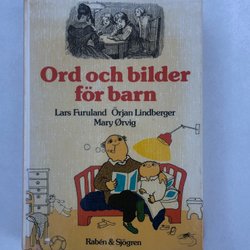 Ord och bilder
för barn
Lars Furuland Örjan Lindberger
Mary Ørvig
Rabén & Sjögren